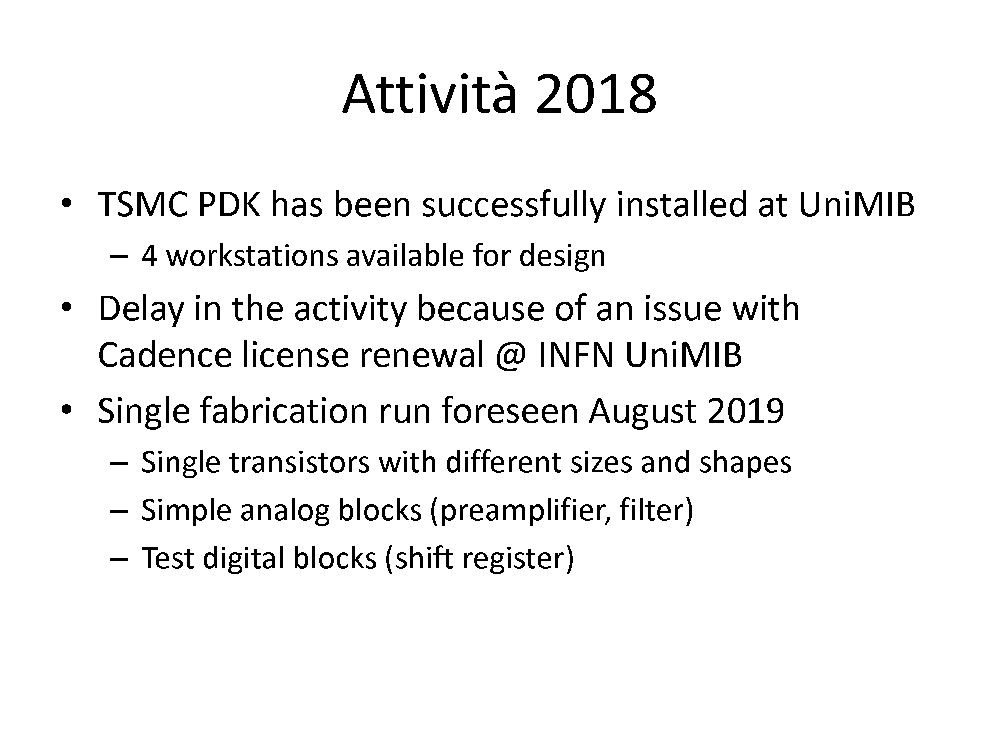 Attività 2018
• TSMC PDK has been successfully installed at UniMIB
– 4 workstations available for design
• Delay in the activity because of an issue with
Cadence license renewal @ INFN UniMIB
• Single fabrication run foreseen August 2019
– Single transistors with different sizes and shapes
– Simple analog blocks (preamplifier, filter)
– Test digital blocks (shift register)